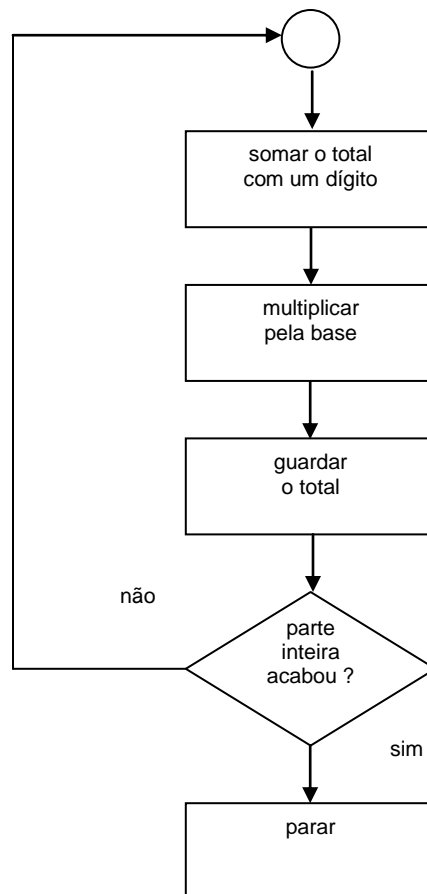 somar o total
com um dígito
multiplicar
pela base
guardar
o total
não
parte
inteira
acabou ?
sim
parar